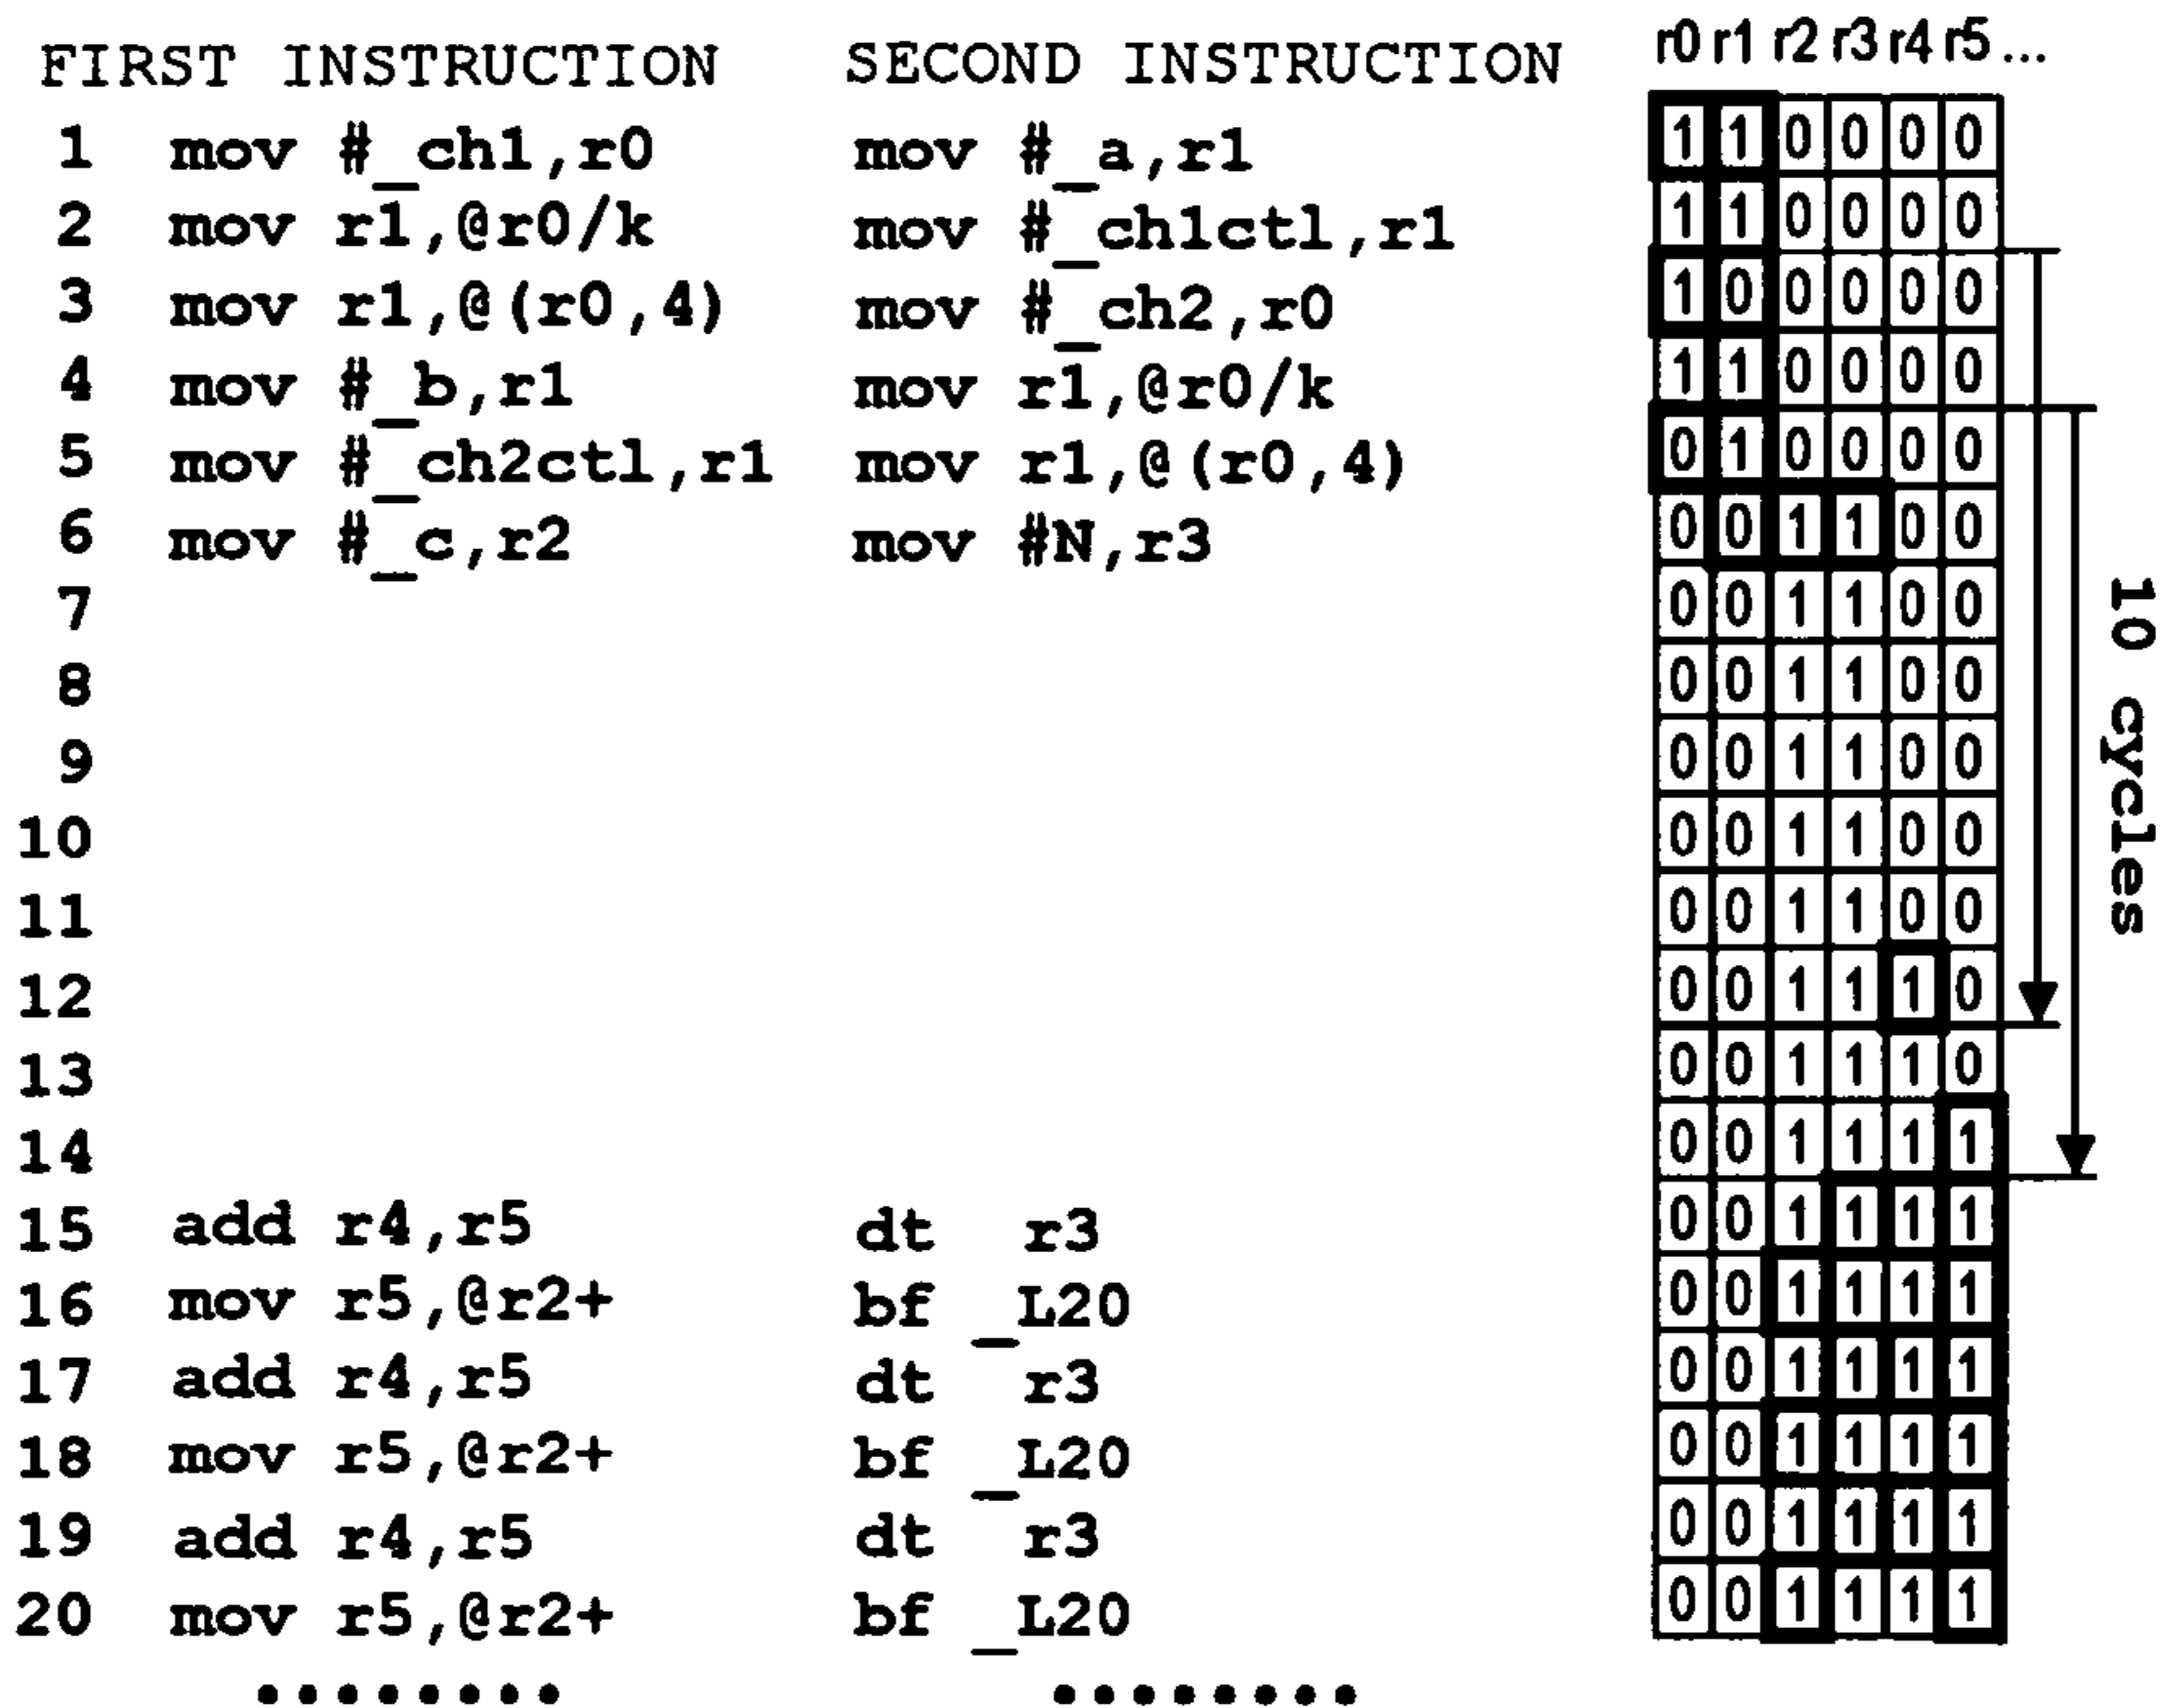 FIRST INSTRUCTION SECOND INSTRUCTION r0 r1 r2 r3 r4 r5...
1 mov #_ch1,r0 mov #_a,r1 1 1 0 0 0 0
2 mov r1,@r0/k mov #_ch1ctl,r1 1 1 0 0 0 0
3 mov r1,@(r0,4) mov #_ch2,r0 1 0 0 0 0 0
4 mov #_b,r1 mov r1,@r0/k 1 1 0 0 0 0
5 mov #_ch2ctl,r1 mov r1,@(r0,4) 0 1 0 0 0 0
6 mov #_c,r2 mov #N,r3 0 0 1 1 0 0
7 0 0 1 1 0 0
8 0 0 1 1 0 0
9 0 0 1 1 0 0
10 0 0 1 1 0 0
11 0 0 1 1 0 0
12 0 0 1 1 1 0
13 0 0 1 1 1 0
14 0 0 1 1 1 1
15 add r4,r5 dt r3 0 0 1 1 1 1
16 mov r5,@r2+ bf _L20 0 0 1 1 1 1
17 add r4,r5 dt r3 0 0 1 1 1 1
18 mov r5,@r2+ bf _L20 0 0 1 1 1 1
19 add r4,r5 dt r3 0 0 1 1 1 1
20 mov r5,@r2+ bf _L20 0 0 1 1 1 1
........ ........
10 cycles